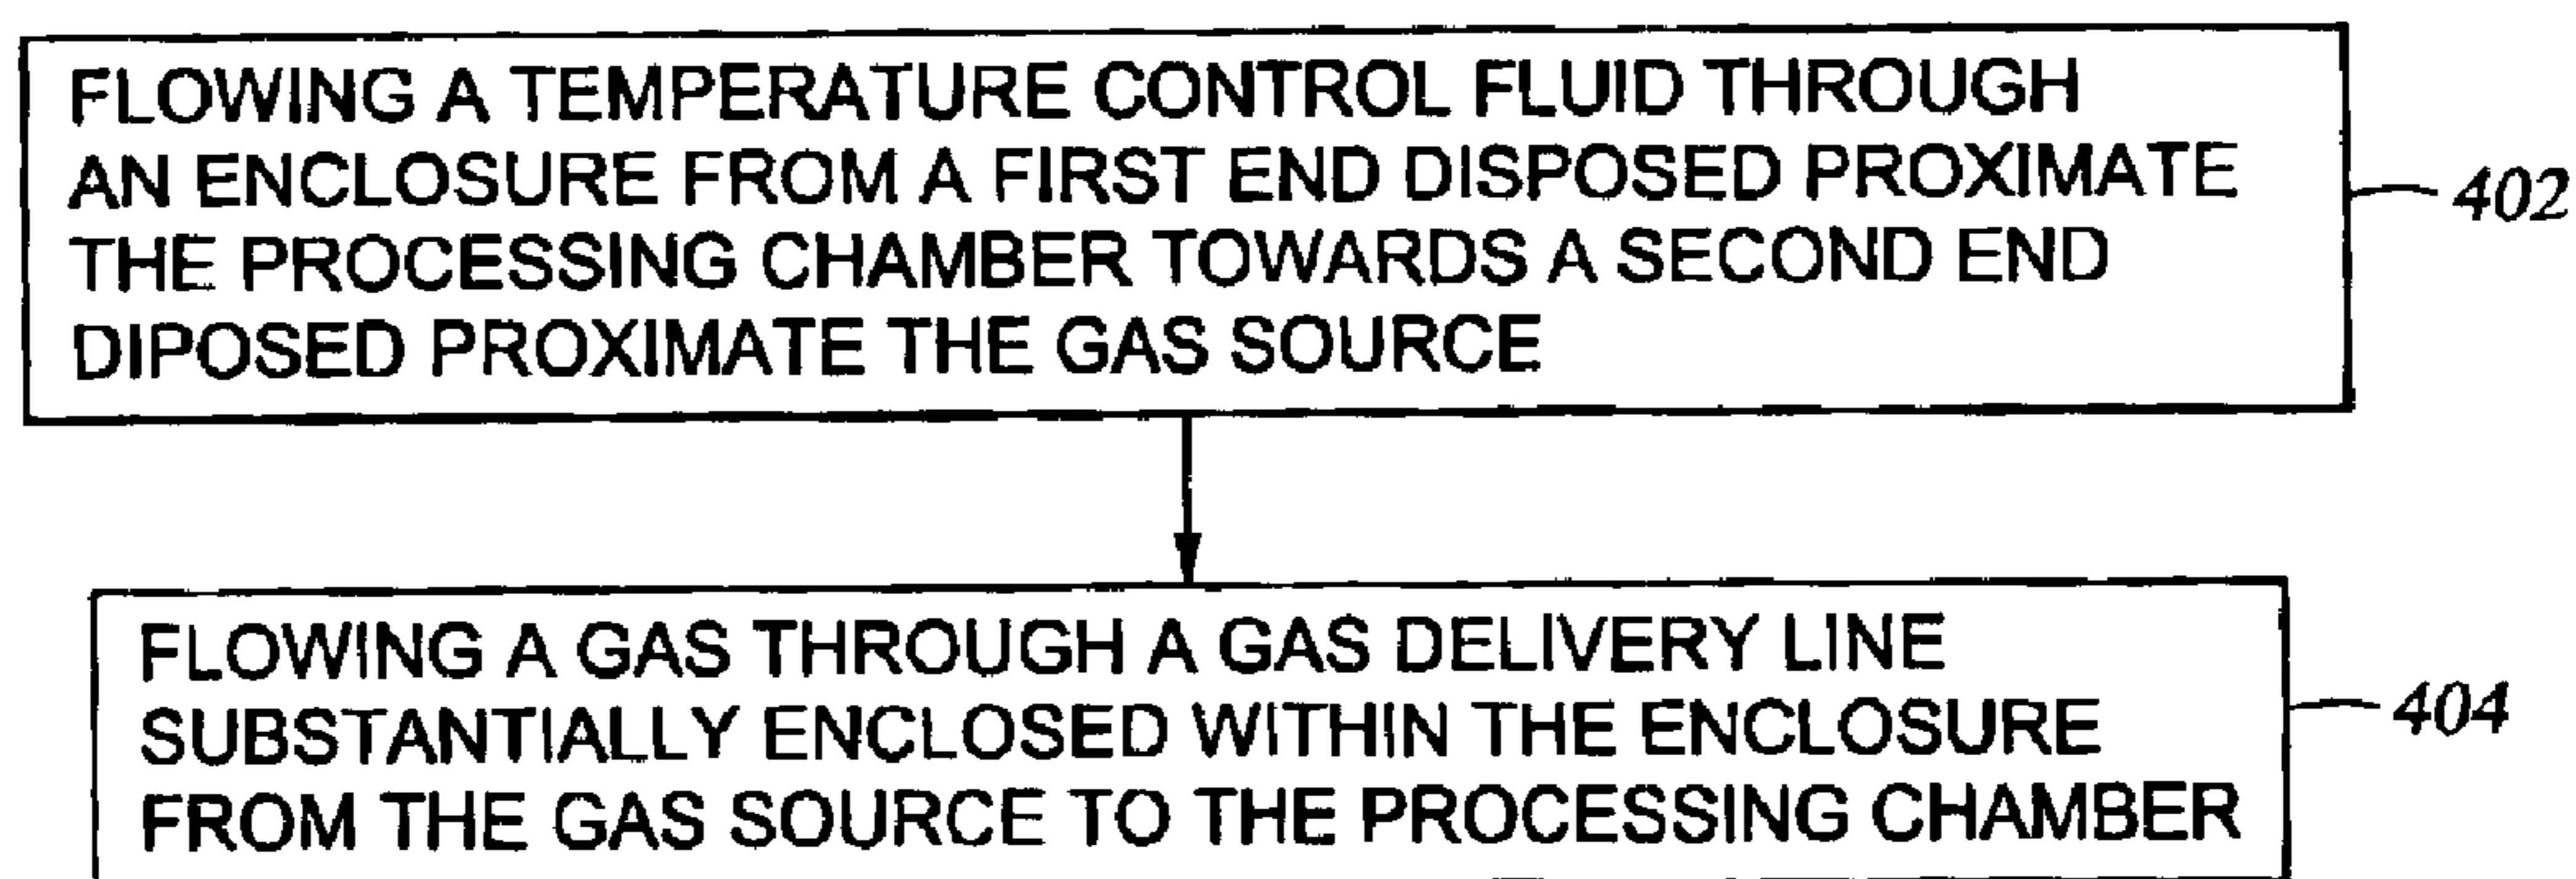 FLOWING A TEMPERATURE CONTROL FLUID THROUGH
AN ENCLOSURE FROM A FIRST END DISPOSED PROXIMATE
THE PROCESSING CHAMBER TOWARDS A SECOND END
DIPOSED PROXIMATE THE GAS SOURCE
402
FLOWING A GAS THROUGH A GAS DELIVERY LINE
SUBSTANTIALLY ENCLOSED WITHIN THE ENCLOSURE
FROM THE GAS SOURCE TO THE PROCESSING CHAMBER
404